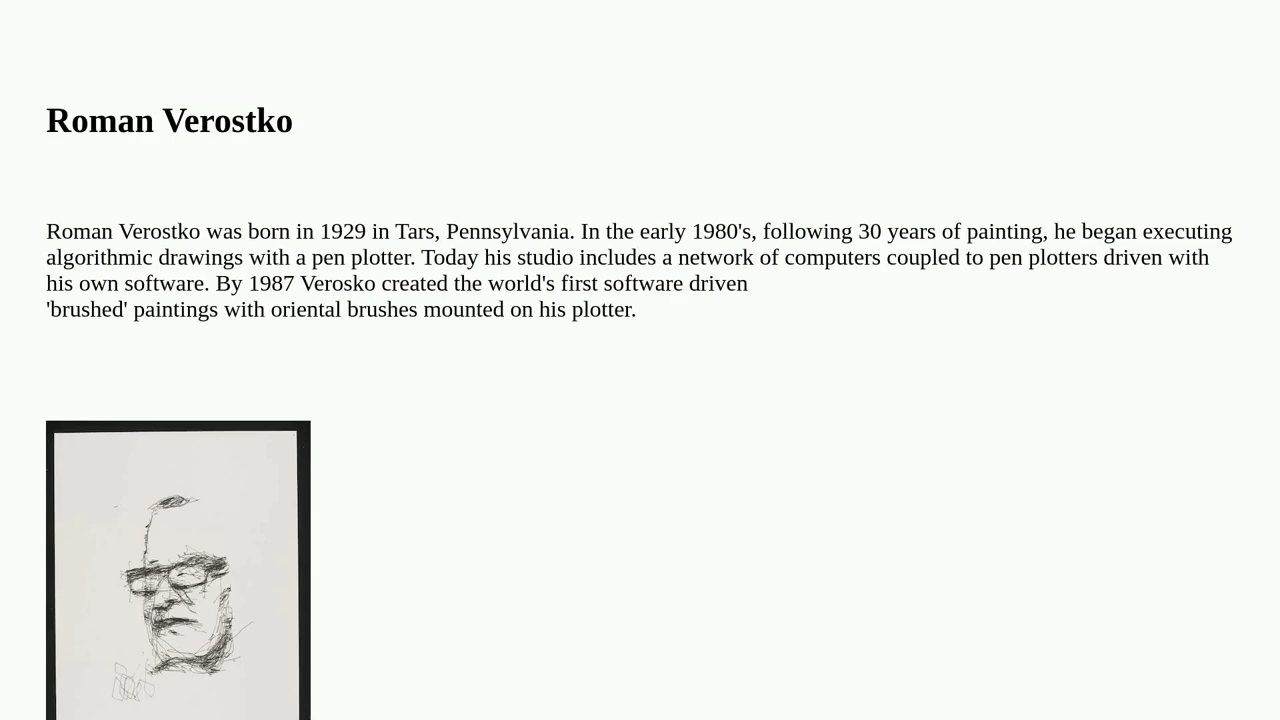 Roman Verostko
Roman Verostko was born in 1929 in Tars, Pennsylvania. In the early 1980's, following 30 years of painting, he began executing
algorithmic drawings with a pen plotter. Today his studio includes a network of computers coupled to pen plotters driven with
his own software. By 1987 Verosko created the world's first software driven
'brushed' paintings with oriental brushes mounted on his plotter.